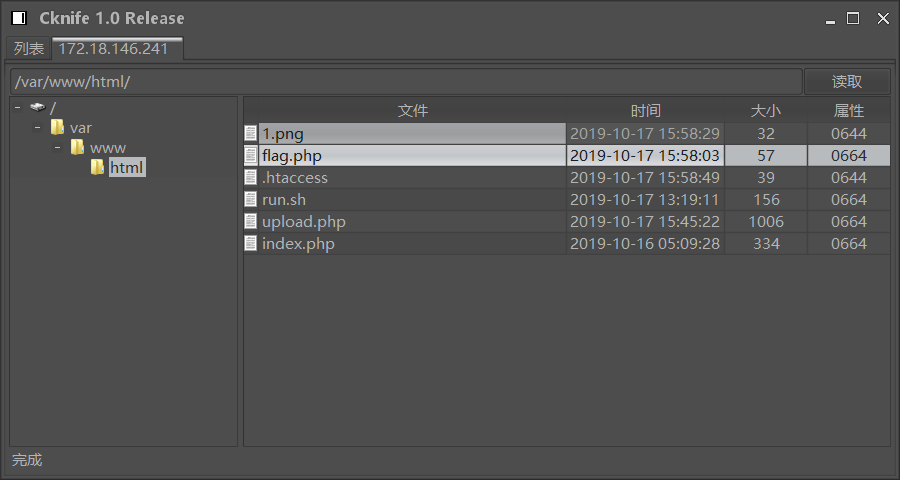 Cknife 1.0 Release
列表 172.18.146.241
/var/www/html/ 读取
/
var
www
html
文件 时间 大小 属性
1.png 2019-10-17 15:58:29 32 0644
flag.php 2019-10-17 15:58:03 57 0664
.htaccess 2019-10-17 15:58:49 39 0644
run.sh 2019-10-17 13:19:11 156 0664
upload.php 2019-10-17 15:45:22 1006 0664
index.php 2019-10-16 05:09:28 334 0664
完成